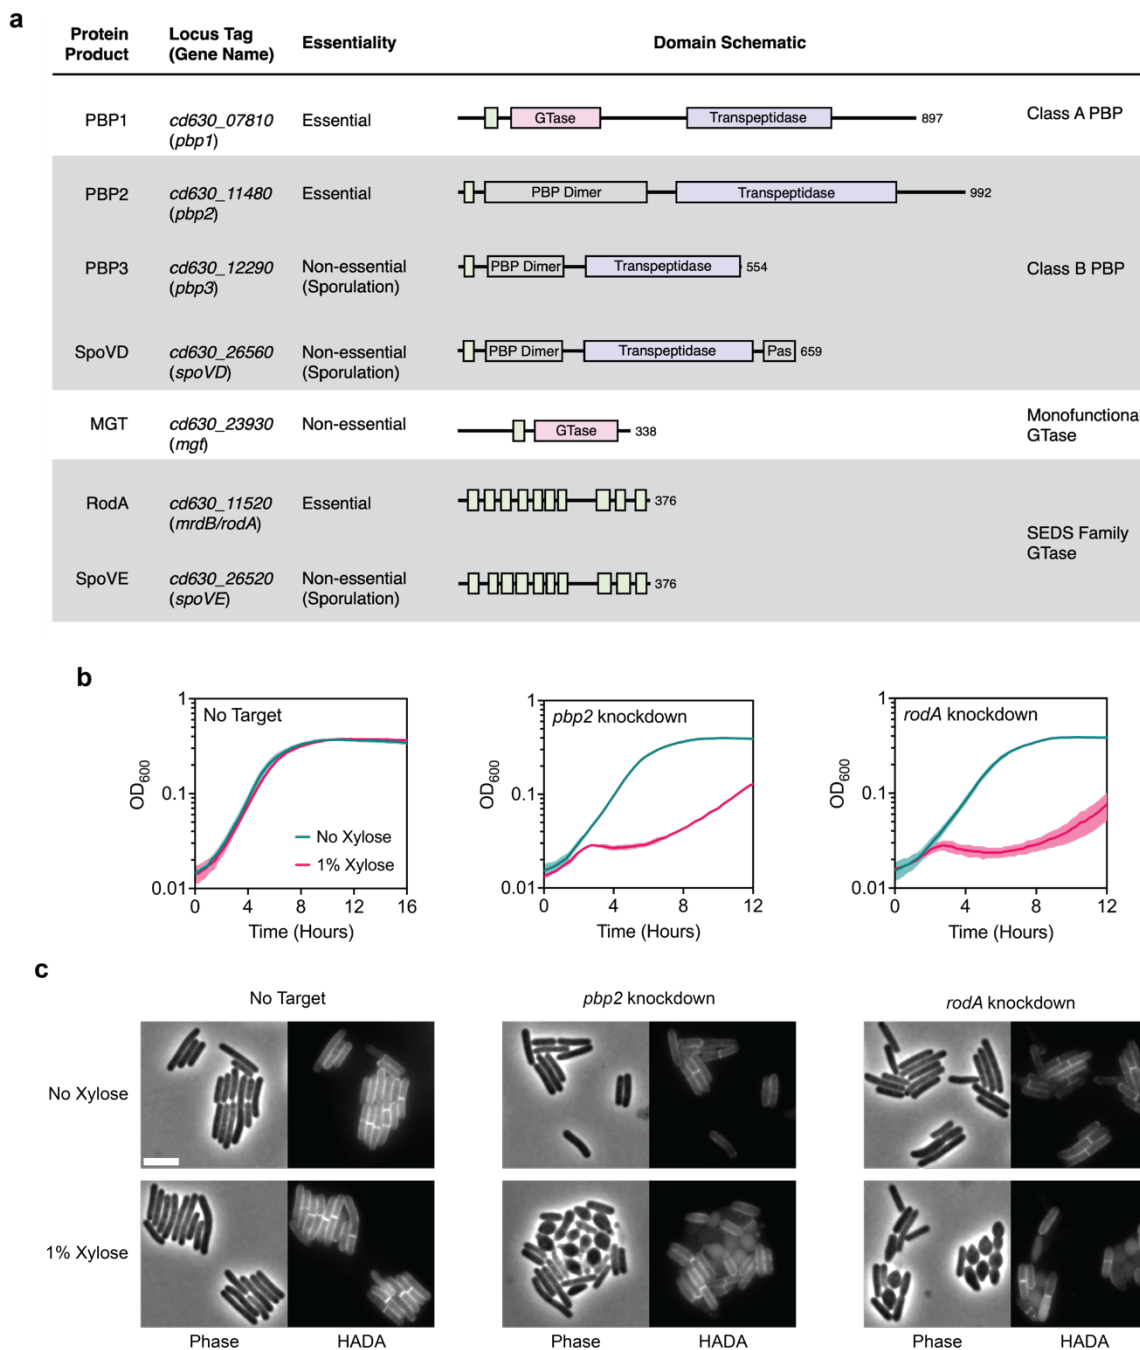 a
Protein Product
Locus Tag (Gene Name)
Essentiality
Domain Schematic
PBP1
cd630_07810
(pbp1)
Essential
GTase
Transpeptidase
897
Class A PBP
PBP2
cd630_11480
(pbp2)
Essential
PBP Dimer
Transpeptidase
992
PBP3
cd630_12290
(pbp3)
Non-essential
(Sporulation)
PBP Dimer
Transpeptidase
554
Class B PBP
SpoVD
cd630_26560
(spoVD)
Non-essential
(Sporulation)
PBP Dimer
Transpeptidase
Pas
659
MGT
cd630_23930
(mgt)
Non-essential
GTase
338
Monofunctional
GTase
RodA
cd630_11520
(mrdB/rodA)
Essential
376
SEDS Family
GTase
SpoVE
cd630_26520
(spoVE)
Non-essential
(Sporulation)
376
b
No Target
1
0.1
0.01
OD600
No Xylose
1% Xylose
0 4 8 12 16
Time (Hours)
pbp2 knockdown
1
0.1
0.01
OD600
0 4 8 12
Time (Hours)
rodA knockdown
1
0.1
0.01
OD600
0 4 8 12
Time (Hours)
c
No Target
pbp2 knockdown
rodA knockdown
No Xylose
1% Xylose
Phase HADA Phase HADA Phase HADA